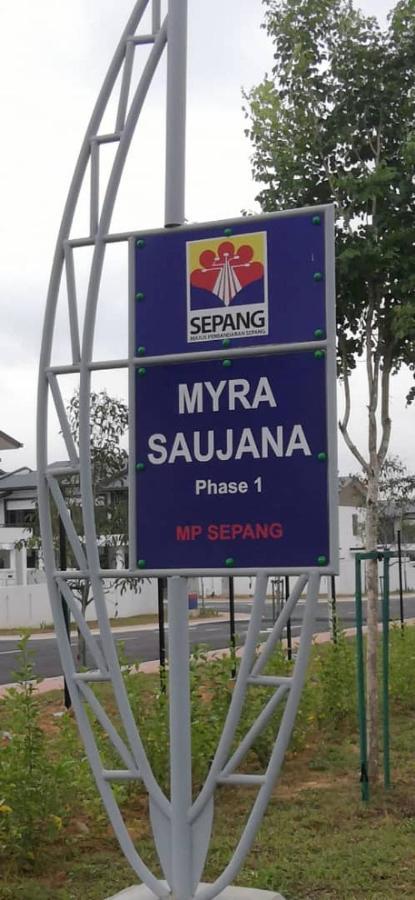 SEPANG
MAJLIS PERBANDARAN SEPANG
MYRA
SAUJANA
Phase 1
MP SEPANG